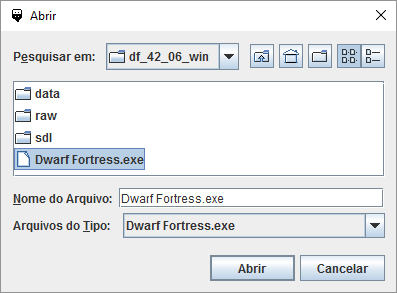 Abrir
Pesquisar em: df_42_06_win
data
raw
sdl
Dwarf Fortress.exe
Nome do Arquivo: Dwarf Fortress.exe
Arquivos do Tipo: Dwarf Fortress.exe
Abrir Cancelar